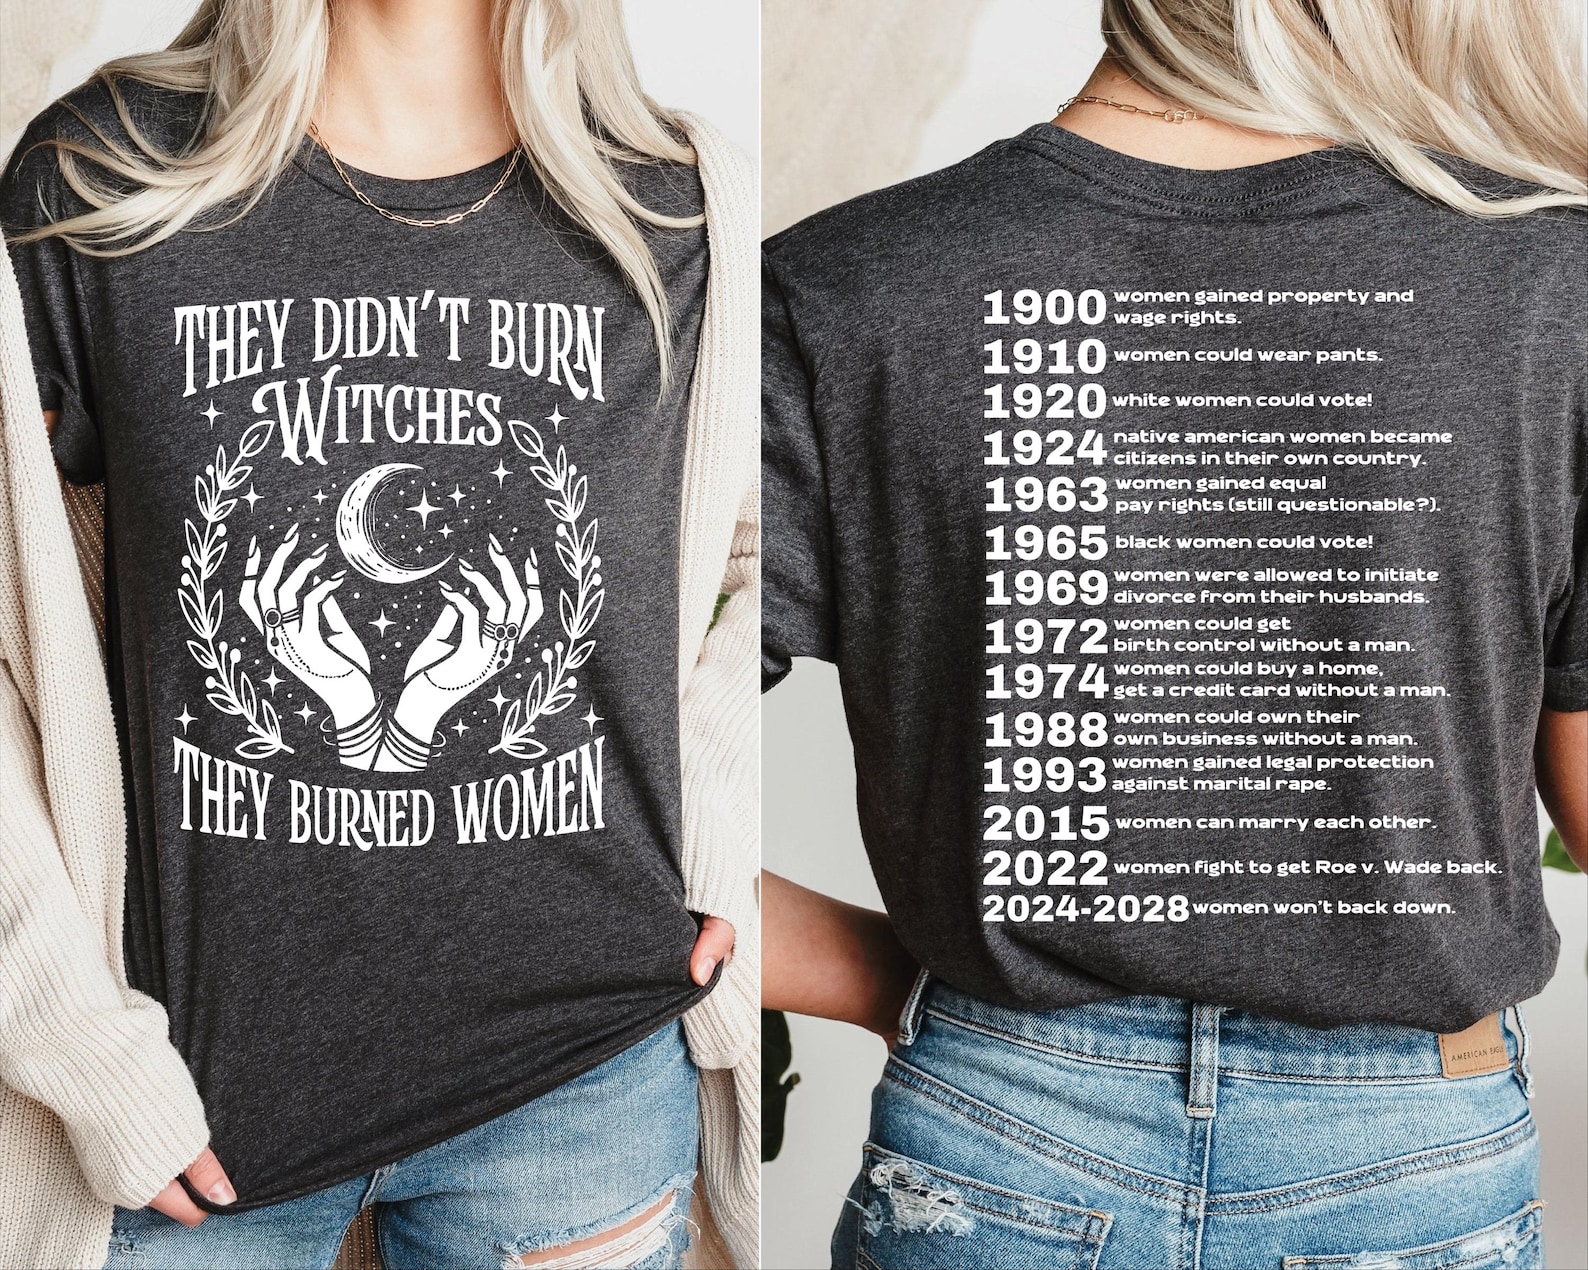 THEY DIDN'T BURN
WITCHES
THEY BURNED WOMEN
1900 women gained property and
wage rights.
1910 women could wear pants.
1920 white women could vote!
1924 native american women became
citizens in their own country.
1963 women gained equal
pay rights (still questionable?).
1965 black women could vote!
1969 women were allowed to initiate
divorce from their husbands.
1972 women could get
birth control without a man.
1974 women could buy a home,
get a credit card without a man.
1988 women could own their
own business without a man.
1993 women gained legal protection
against marital rape.
2015 women can marry each other.
2022 women fight to get Roe v. Wade back.
2024-2028 women won't back down.
AMERICAN EAGLE